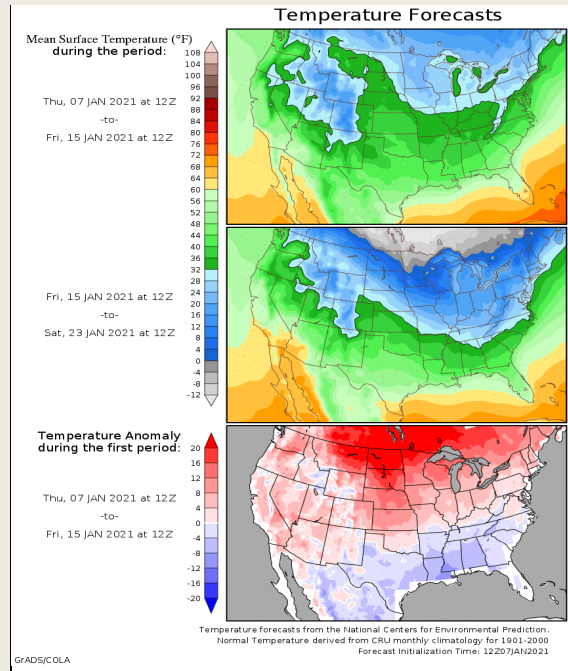 Temperature Forecasts
Mean Surface Temperature (°F)
during the period:
108
104
100
96
92
88
84
80
76
72
68
64
60
56
52
48
44
40
36
32
28
24
20
16
12
8
4
0
-4
-8
-12
Thu, 07 JAN 2021 at 12Z
-to-
Fri, 15 JAN 2021 at 12Z
Fri, 15 JAN 2021 at 12Z
-to-
Sat, 23 JAN 2021 at 12Z
Temperature Anomaly
during the first period:
20
16
12
8
4
0
-4
-8
-12
-16
-20
Thu, 07 JAN 2021 at 12Z
-to-
Fri, 15 JAN 2021 at 12Z
Temperature forecasts from the National Centers for Environmental Prediction.
Normal Temperature derived from CRU monthly climatology for 1901-2000
Forecast Initialization Time: 12Z07JAN2021
GrADS/COLA